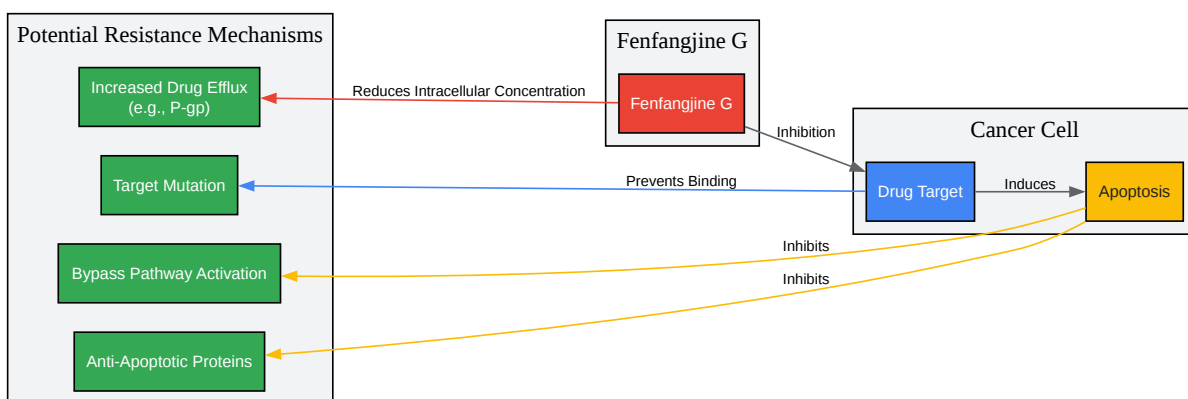 Potential Resistance Mechanisms
Increased Drug Efflux
(e.g., P-gp)
Target Mutation
Bypass Pathway Activation
Anti-Apoptotic Proteins
Reduces Intracellular Concentration
Prevents Binding
Inhibits
Inhibits
Fenfangjine G
Fenfangjine G
Inhibition
Cancer Cell
Drug Target
Induces
Apoptosis